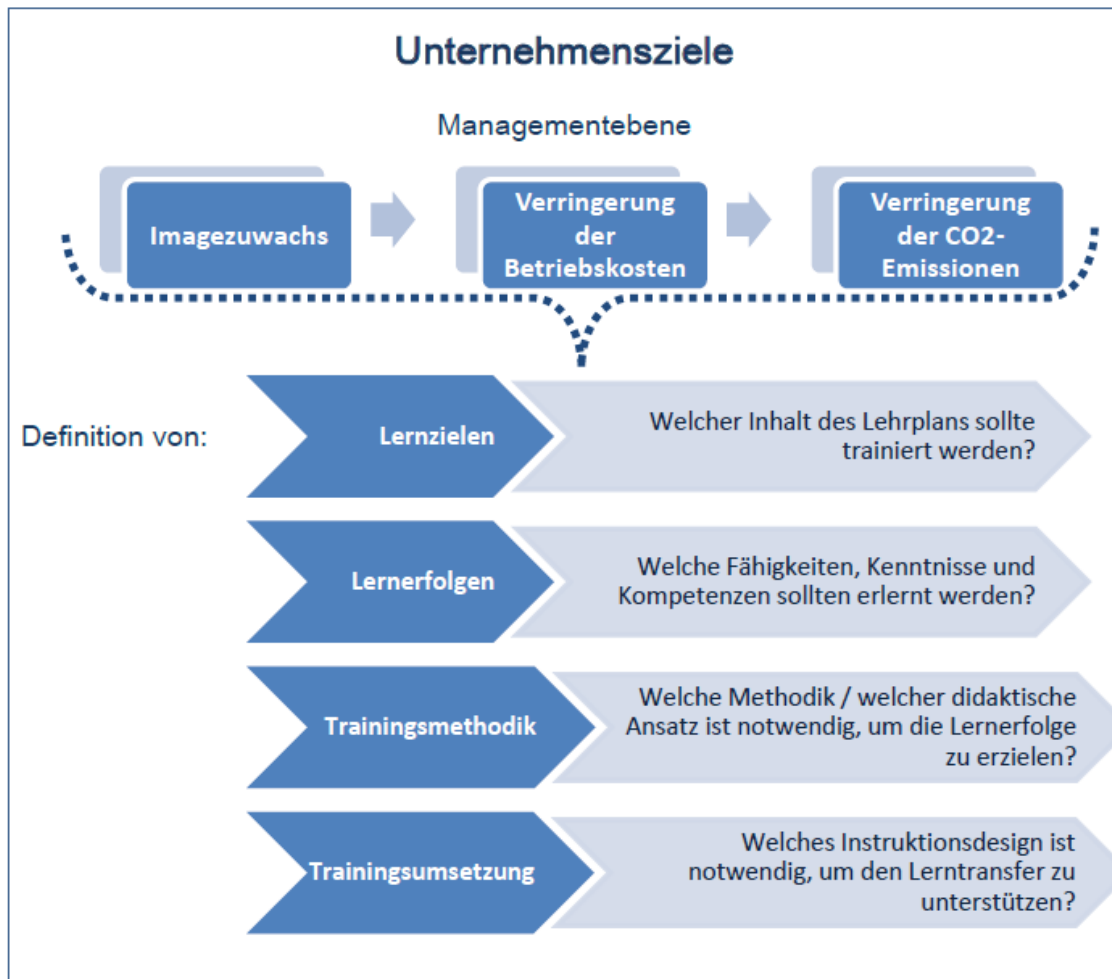 Unternehmensziele
Managementebene
Imagezuwachs
Verringerung
der
Betriebskosten
Verringerung
der CO2-
Emissionen
Definition von:
Lernzielen
Welcher Inhalt des Lehrplans sollte
trainiert werden?
Lernerfolgen
Welche Fähigkeiten, Kenntnisse und
Kompetenzen sollten erlernt werden?
Trainingsmethodik
Welche Methodik / welcher didaktische
Ansatz ist notwendig, um die Lernerfolge
zu erzielen?
Trainingsumsetzung
Welches Instruktionsdesign ist
notwendig, um den Lerntransfer zu
unterstützen?